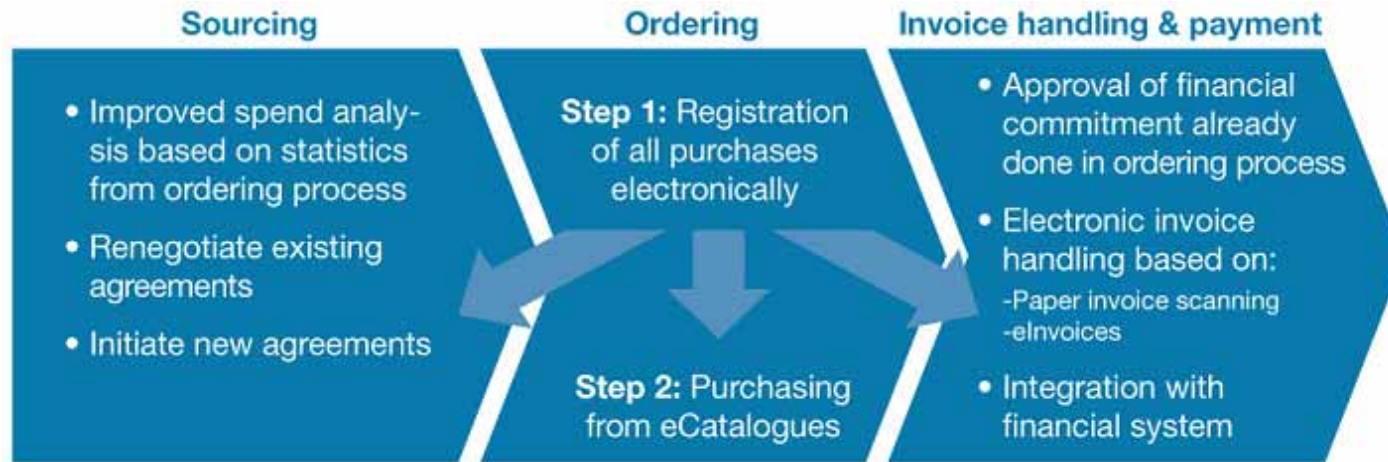 Sourcing
• Improved spend analy-
sis based on statistics
from ordering process
• Renegotiate existing
agreements
• Initiate new agreements
Ordering
Step 1: Registration
of all purchases
electronically
Step 2: Purchasing
from eCatalogues
Invoice handling & payment
• Approval of financial
commitment already
done in ordering process
• Electronic invoice
handling based on:
-Paper invoice scanning
-eInvoices
• Integration with
financial system